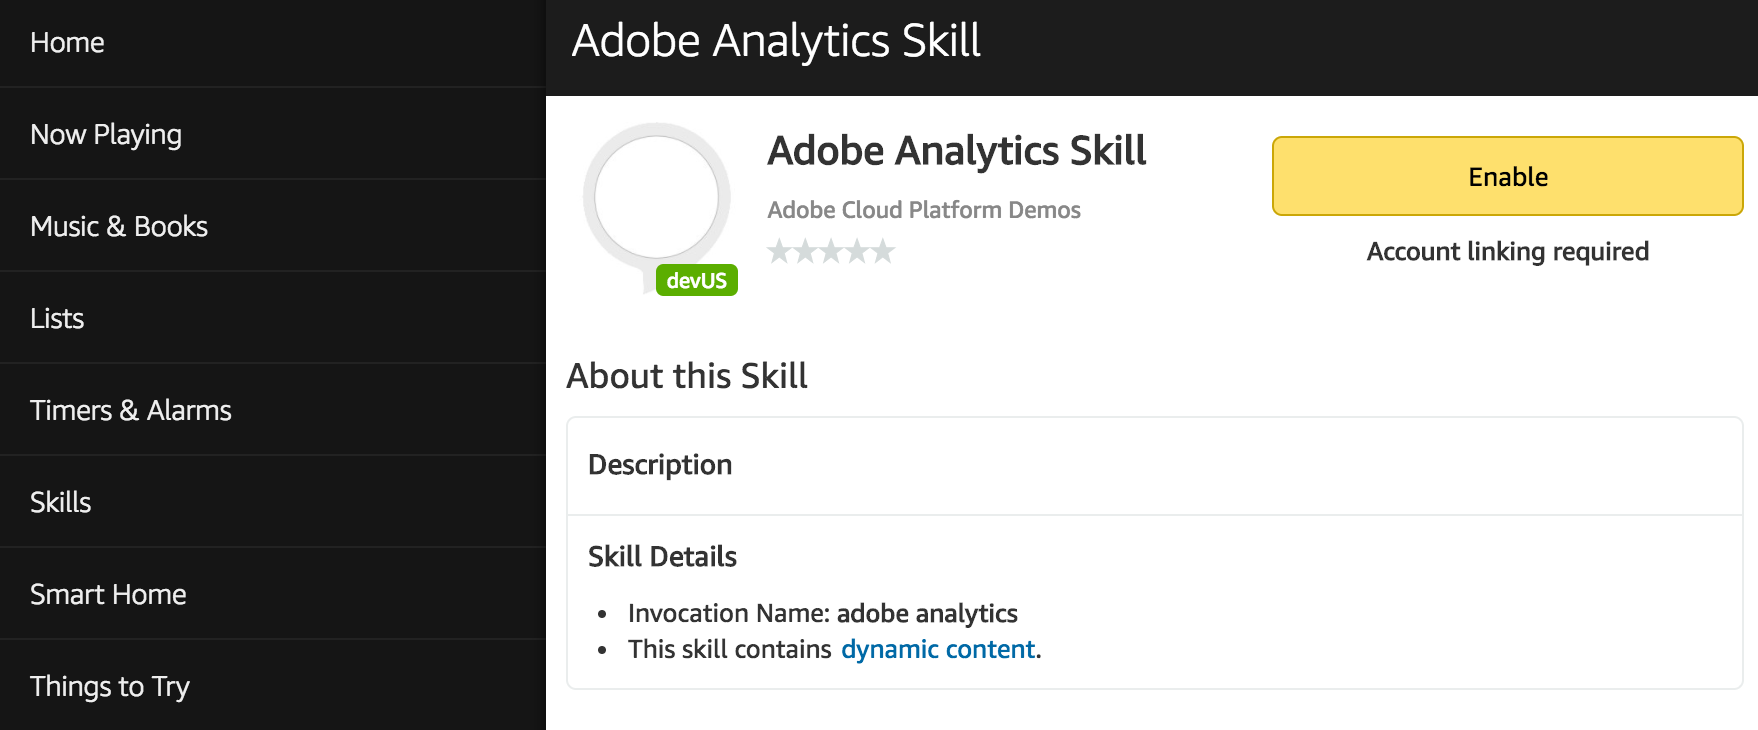 Home
Now Playing
Music & Books
Lists
Timers & Alarms
Skills
Smart Home
Things to Try
Adobe Analytics Skill
Adobe Analytics Skill
Adobe Cloud Platform Demos
devUS
Enable
Account linking required
About this Skill
Description
Skill Details
• Invocation Name: adobe analytics
• This skill contains dynamic content.